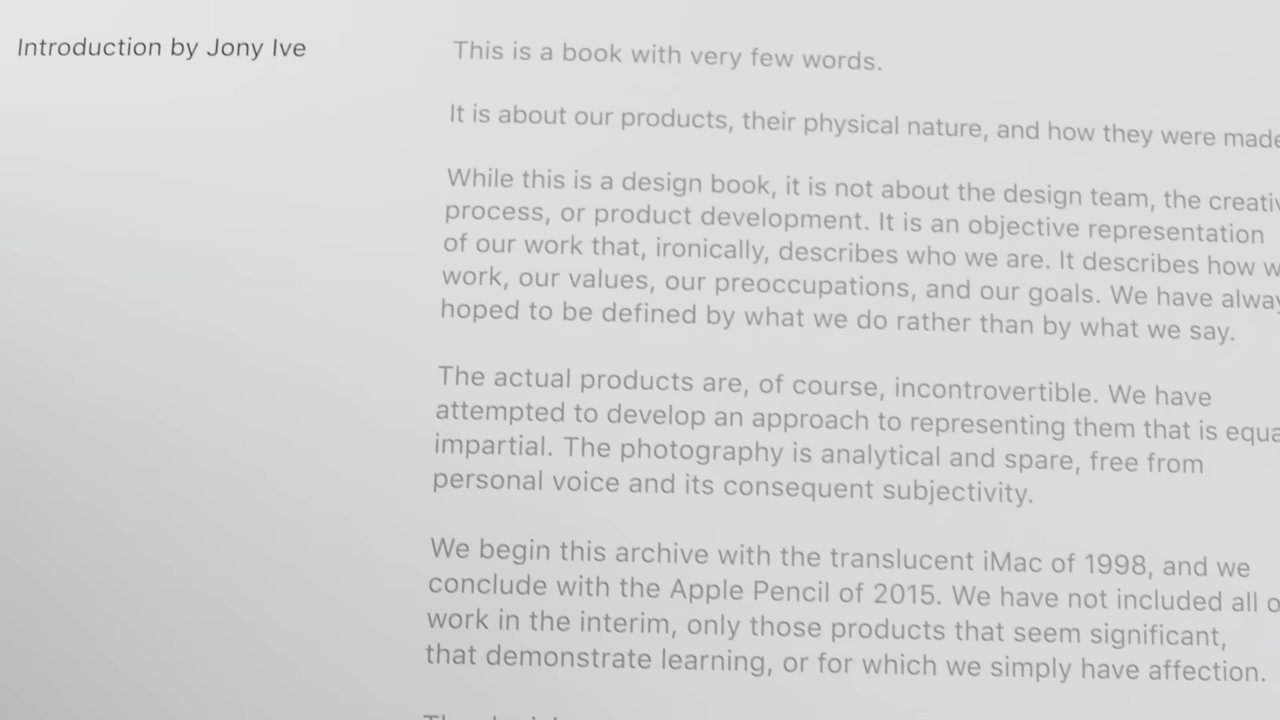 Introduction by Jony Ive
This is a book with very few words.
It is about our products, their physical nature, and how they were made
While this is a design book, it is not about the design team, the creativ
process, or product development. It is an objective representation
of our work that, ironically, describes who we are. It describes how w
work, our values, our preoccupations, and our goals. We have alway
hoped to be defined by what we do rather than by what we say.
The actual products are, of course, incontrovertible. We have
attempted to develop an approach to representing them that is equa
impartial. The photography is analytical and spare, free from
personal voice and its consequent subjectivity.
We begin this archive with the translucent iMac of 1998, and we
conclude with the Apple Pencil of 2015. We have not included all o
work in the interim, only those products that seem significant,
that demonstrate learning, or for which we simply have affection.